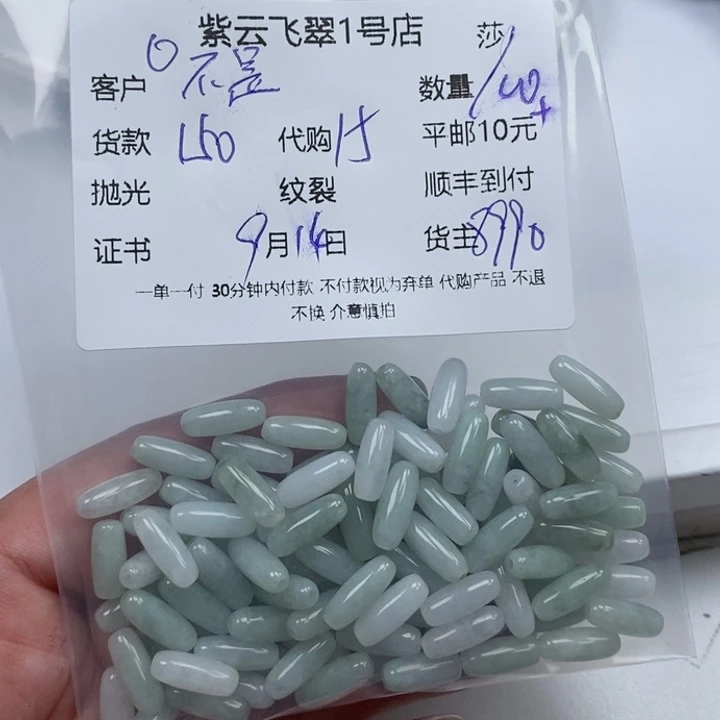 紫云飞翠1号店 莎
客户 不是 数量 100+
货款 150 代购 15 平邮10元
抛光 纹裂 顺丰到付
证书 9月14日 货主 8990
一单一付 30分钟内付款 不付款视为弃单 代购产品 不退
不换 介意慎拍